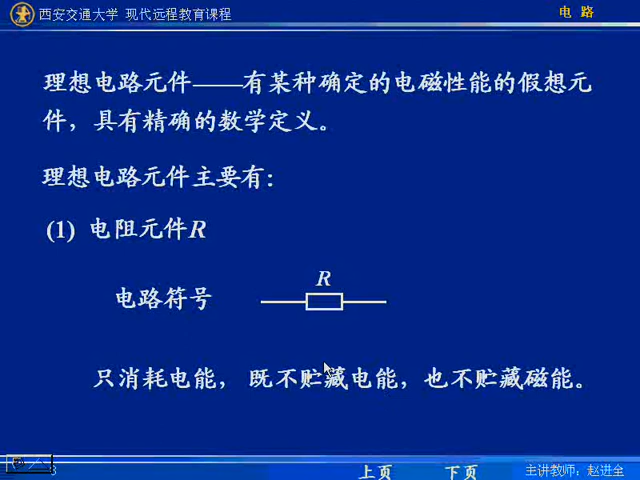 西安交通大学 现代远程教育课程
电 路
理想电路元件——有某种确定的电磁性能的假想元
件，具有精确的数学定义。
理想电路元件主要有:
(1) 电阻元件R
R
电路符号
只消耗电能， 既不贮藏电能，也不贮藏磁能。
上页 下页 主讲教师：赵进全